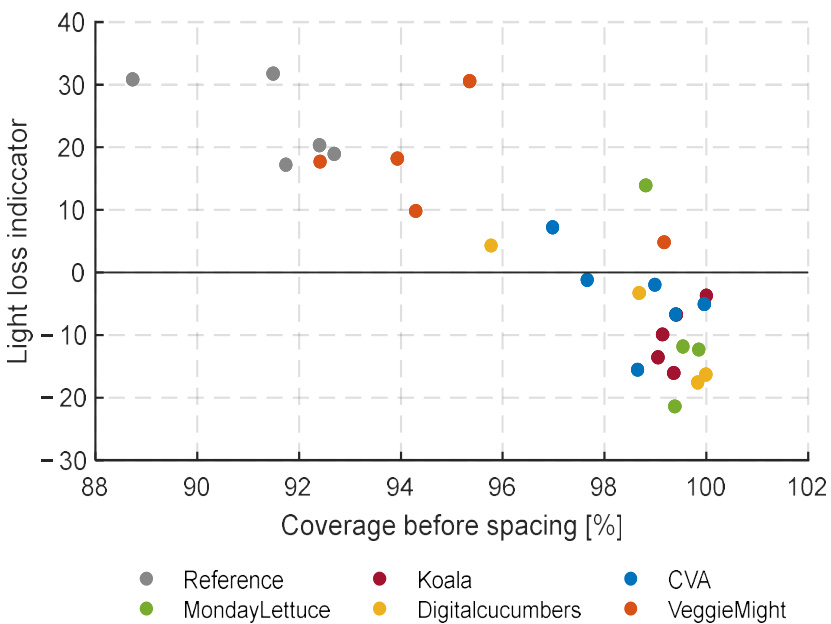 40
30
20
10
0
−10
−20
−30
Light loss indiccator
88 90 92 94 96 98 100 102
Coverage before spacing [%]
Reference Koala CVA
MondayLettuce Digitalcucumbers VeggieMight